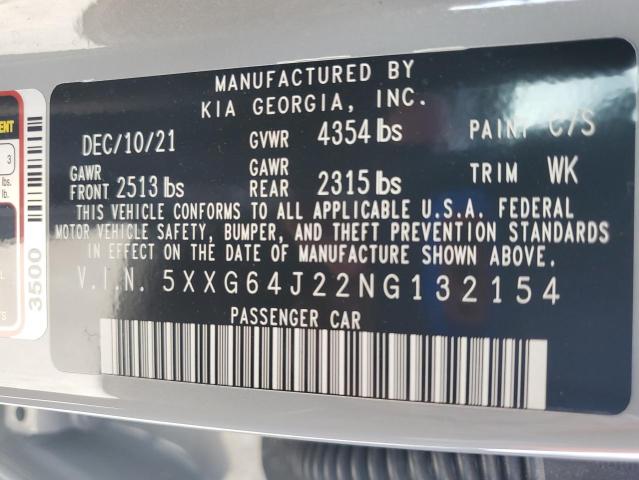 MANUFACTURED BY
KIA GEORGIA, INC.
DEC/10/21 GVWR 4354 lbs PAINT C/S
GAWR FRONT 2513 lbs GAWR REAR 2315 lbs TRIM WK
THIS VEHICLE CONFORMS TO ALL APPLICABLE U.S.A. FEDERAL
MOTOR VEHICLE SAFETY, BUMPER, AND THEFT PREVENTION STANDARDS
IN EFFECT ON THE DATE OF MANUFACTURE SHOWN ABOVE.
V.I.N. 5XXG64J22NG132154
PASSENGER CAR
3
lbs.
3500